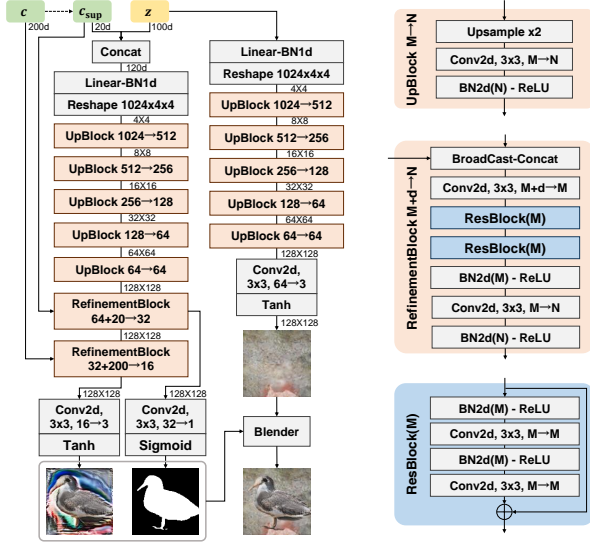 c
c_sup
z
200d
20d
100d
Concat
120d
Linear-BN1d
Reshape 1024x4x4
4X4
UpBlock 1024→512
8X8
UpBlock 512→256
16X16
UpBlock 256→128
32X32
UpBlock 128→64
64X64
UpBlock 64→64
128X128
RefinementBlock
64+20→32
128X128
RefinementBlock
32+200→16
128X128
128X128
Conv2d,
3x3, 16→3
Tanh
Conv2d,
3x3, 32→1
Sigmoid
Linear-BN1d
Reshape 1024x4x4
4X4
UpBlock 1024→512
8X8
UpBlock 512→256
16X16
UpBlock 256→128
32X32
UpBlock 128→64
64X64
UpBlock 64→64
128X128
Conv2d,
3x3, 64→3
Tanh
128X128
Blender
UpBlock M→N
Upsample x2
Conv2d, 3x3, M→N
BN2d(N) - ReLU
RefinementBlock M+d→N
BroadCast-Concat
Conv2d, 3x3, M+d→M
ResBlock(M)
ResBlock(M)
BN2d(M) - ReLU
Conv2d, 3x3, M→N
BN2d(N) - ReLU
ResBlock(M)
BN2d(M) - ReLU
Conv2d, 3x3, M→M
BN2d(M) - ReLU
Conv2d, 3x3, M→M